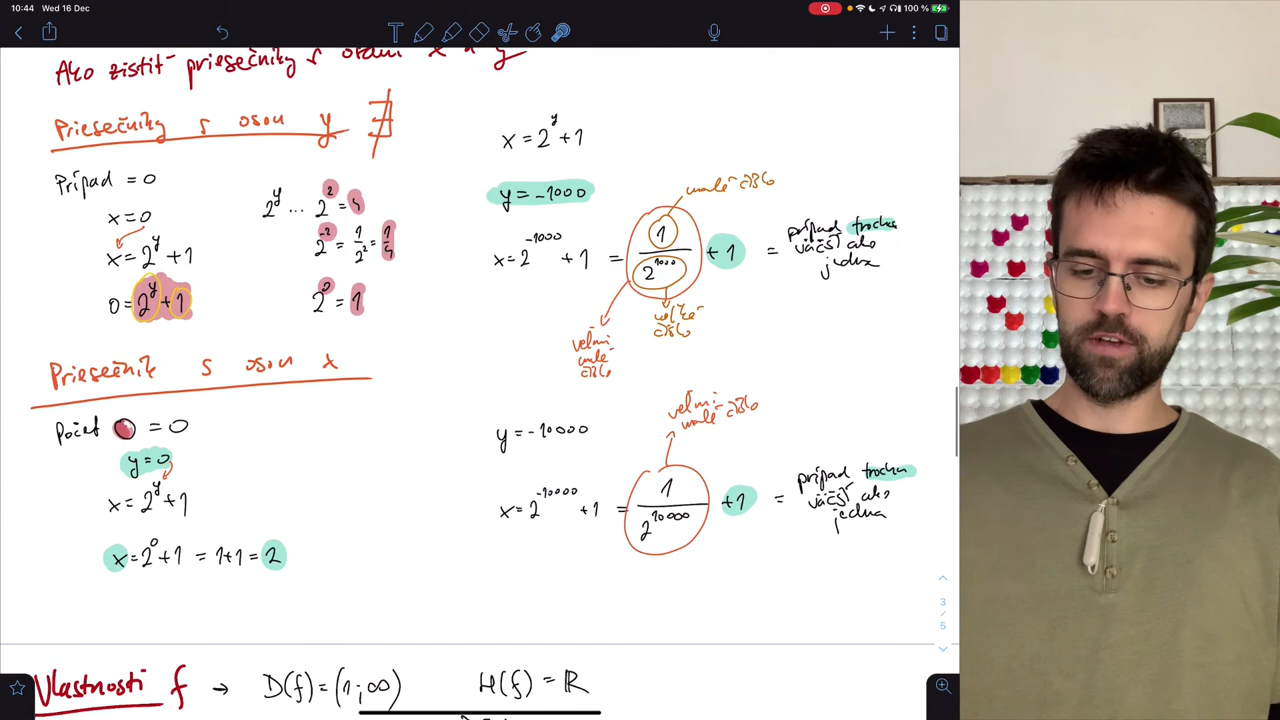 10:44 Wed 16 Dec
100 %
Ako zistiť priesečníky s osami x a y
Priesečníky s osou y ∄
Prípad = 0
x = 0
x = 2^y + 1
0 = 2^y + 1
2^y ... 2^2 = 4
2^-2 = 1/2^2 = 1/4
2^0 = 1
x = 2^y + 1
y = -1000
x = 2^-1000 + 1 = 1/2^1000 + 1 = prípad trochu
väčší ako
jedna
malé číslo
veľké
číslo
veľmi
malé
číslo
Priesečník s osou x
Počet = 0
y = 0
x = 2^y + 1
x = 2^0 + 1 = 1+1 = 2
veľmi
malé číslo
y = -10000
x = 2^-10000 + 1 = 1/2^10000 + 1 = prípad trochu
väčší ako
jedna
3
/
5
Vlastnosti f → D(f) = (1;∞) H(f) = ℝ